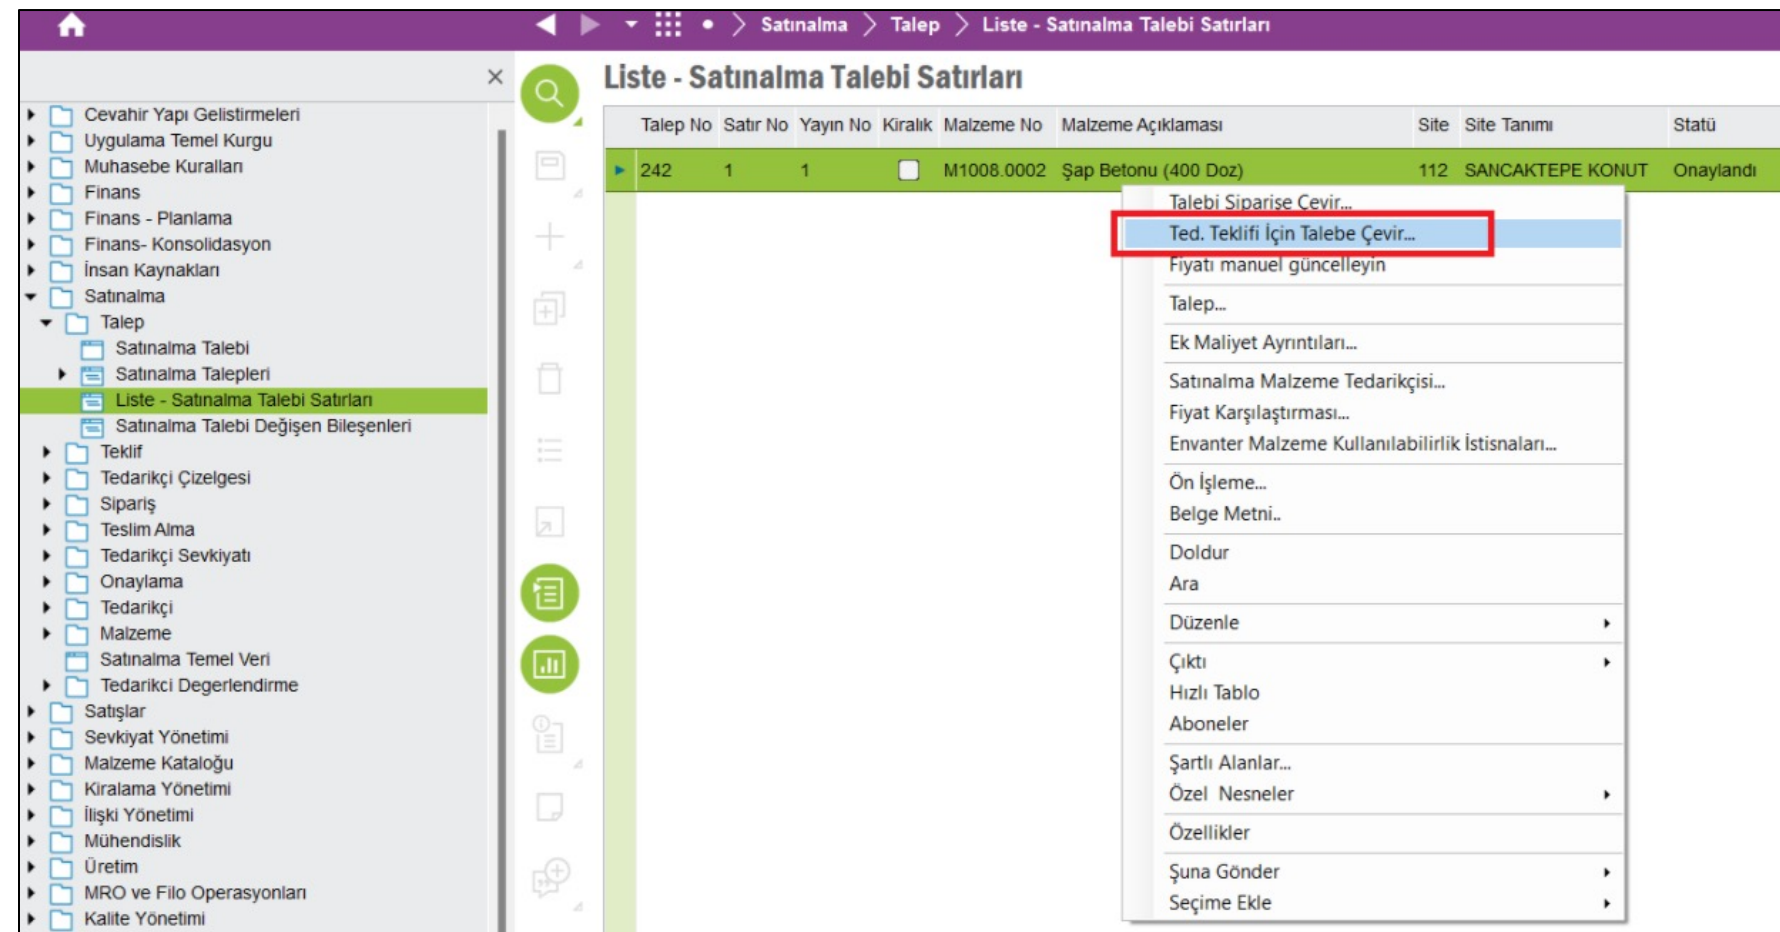 Satınalma Talep Liste - Satınalma Talebi Satırları
Liste - Satınalma Talebi Satırları
Cevahir Yapı Gelistirmeleri
Uygulama Temel Kurgu
Muhasebe Kuralları
Finans
Finans - Planlama
Finans- Konsolidasyon
İnsan Kaynakları
Satınalma
Talep
Satınalma Talebi
Satınalma Talepleri
Liste - Satınalma Talebi Satırları
Satınalma Talebi Değişen Bileşenleri
Teklif
Tedarikçi Çizelgesi
Sipariş
Teslim Alma
Tedarikçi Sevkiyatı
Onaylama
Tedarikçi
Malzeme
Satınalma Temel Veri
Tedarikci Degerlendirme
Satışlar
Sevkiyat Yönetimi
Malzeme Kataloğu
Kiralama Yönetimi
İlişki Yönetimi
Mühendislik
Üretim
MRO ve Filo Operasyonları
Kalite Yönetimi
Talep No Satır No Yayın No Kiralık Malzeme No Malzeme Açıklaması Site Site Tanımı Statü
242 1 1 M1008.0002 Şap Betonu (400 Doz) 112 SANCAKTEPE KONUT Onaylandı
Talebi Siparişe Çevir...
Ted. Teklifi İçin Talebe Çevir...
Fiyatı manuel güncelleyin
Talep...
Ek Maliyet Ayrıntıları...
Satınalma Malzeme Tedarikçisi...
Fiyat Karşılaştırması...
Envanter Malzeme Kullanılabilirlik İstisnaları...
Ön İşleme...
Belge Metni..
Doldur
Ara
Düzenle
Çıktı
Hızlı Tablo
Aboneler
Şartlı Alanlar...
Özel Nesneler
Özellikler
Şuna Gönder
Seçime Ekle